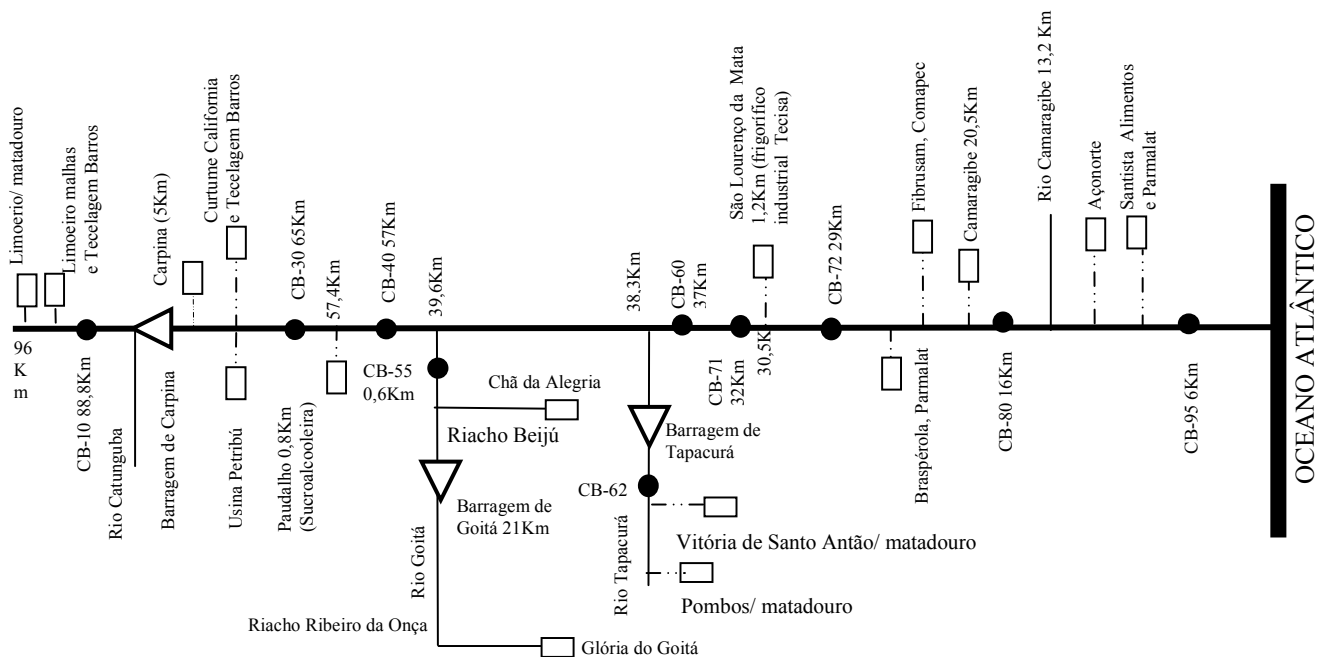 Limoerio/ matadouro
Limoeiro malhas
e Tecelagem Barros
Carpina (5Km)
Curtume California
e Tecelagem Barros
CB-30 65Km
57,4Km
CB-40 57Km
39,6Km
38.3Km
CB-60
37Km
São Lourenço da Mata
1,2Km (frigorífico
industrial Tecisa)
30,5K
CB-72 29Km
Fibrusam, Comapec
Camaragibe 20,5Km
Rio Camaragibe 13,2 Km
Açonorte
Santista Alimentos
e Parmalat
OCEANO ATLÂNTICO
96
K
m
CB-10 88,8Km
Rio Catunguba
Barragem de Carpina
Usina Petribú
Paudalho 0,8Km
(Sucroalcooleira)
CB-55
0,6Km
Chã da Alegria
Riacho Beijú
Barragem de
Goitá 21Km
Rio Goitá
Riacho Ribeiro da Onça
Glória do Goitá
Barragem de
Tapacurá
CB-62
Rio Tapacurá
Vitória de Santo Antão/ matadouro
Pombos/ matadouro
CB-71
32Km
Braspérola, Parmalat
CB-80 16Km
CB-95 6Km